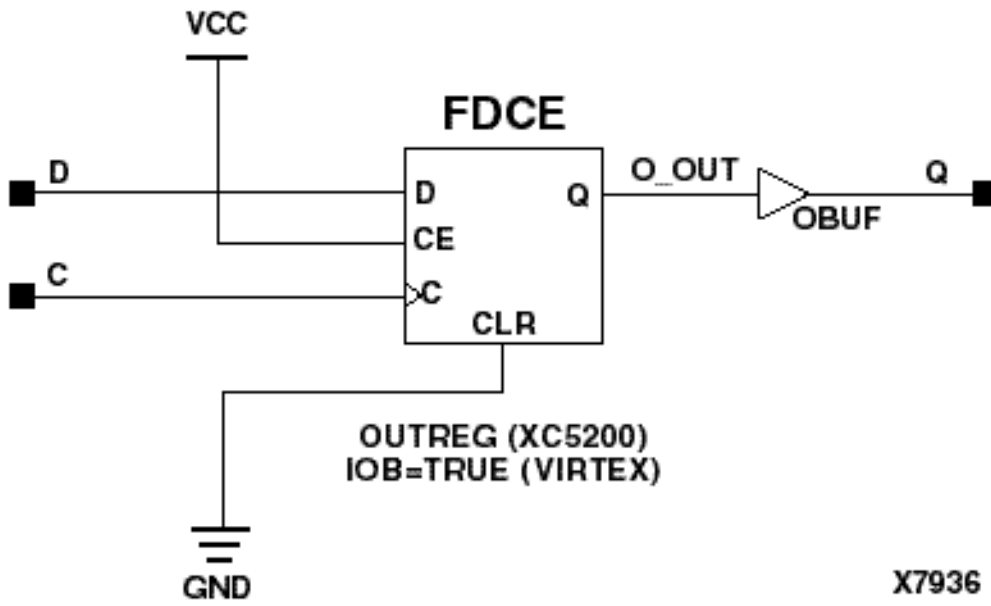 VCC
FDCE
D
D
Q
O_OUT
Q
OBUF
CE
C
C
CLR
OUTREG (XC5200)
IOB=TRUE (VIRTEX)
GND
X7936